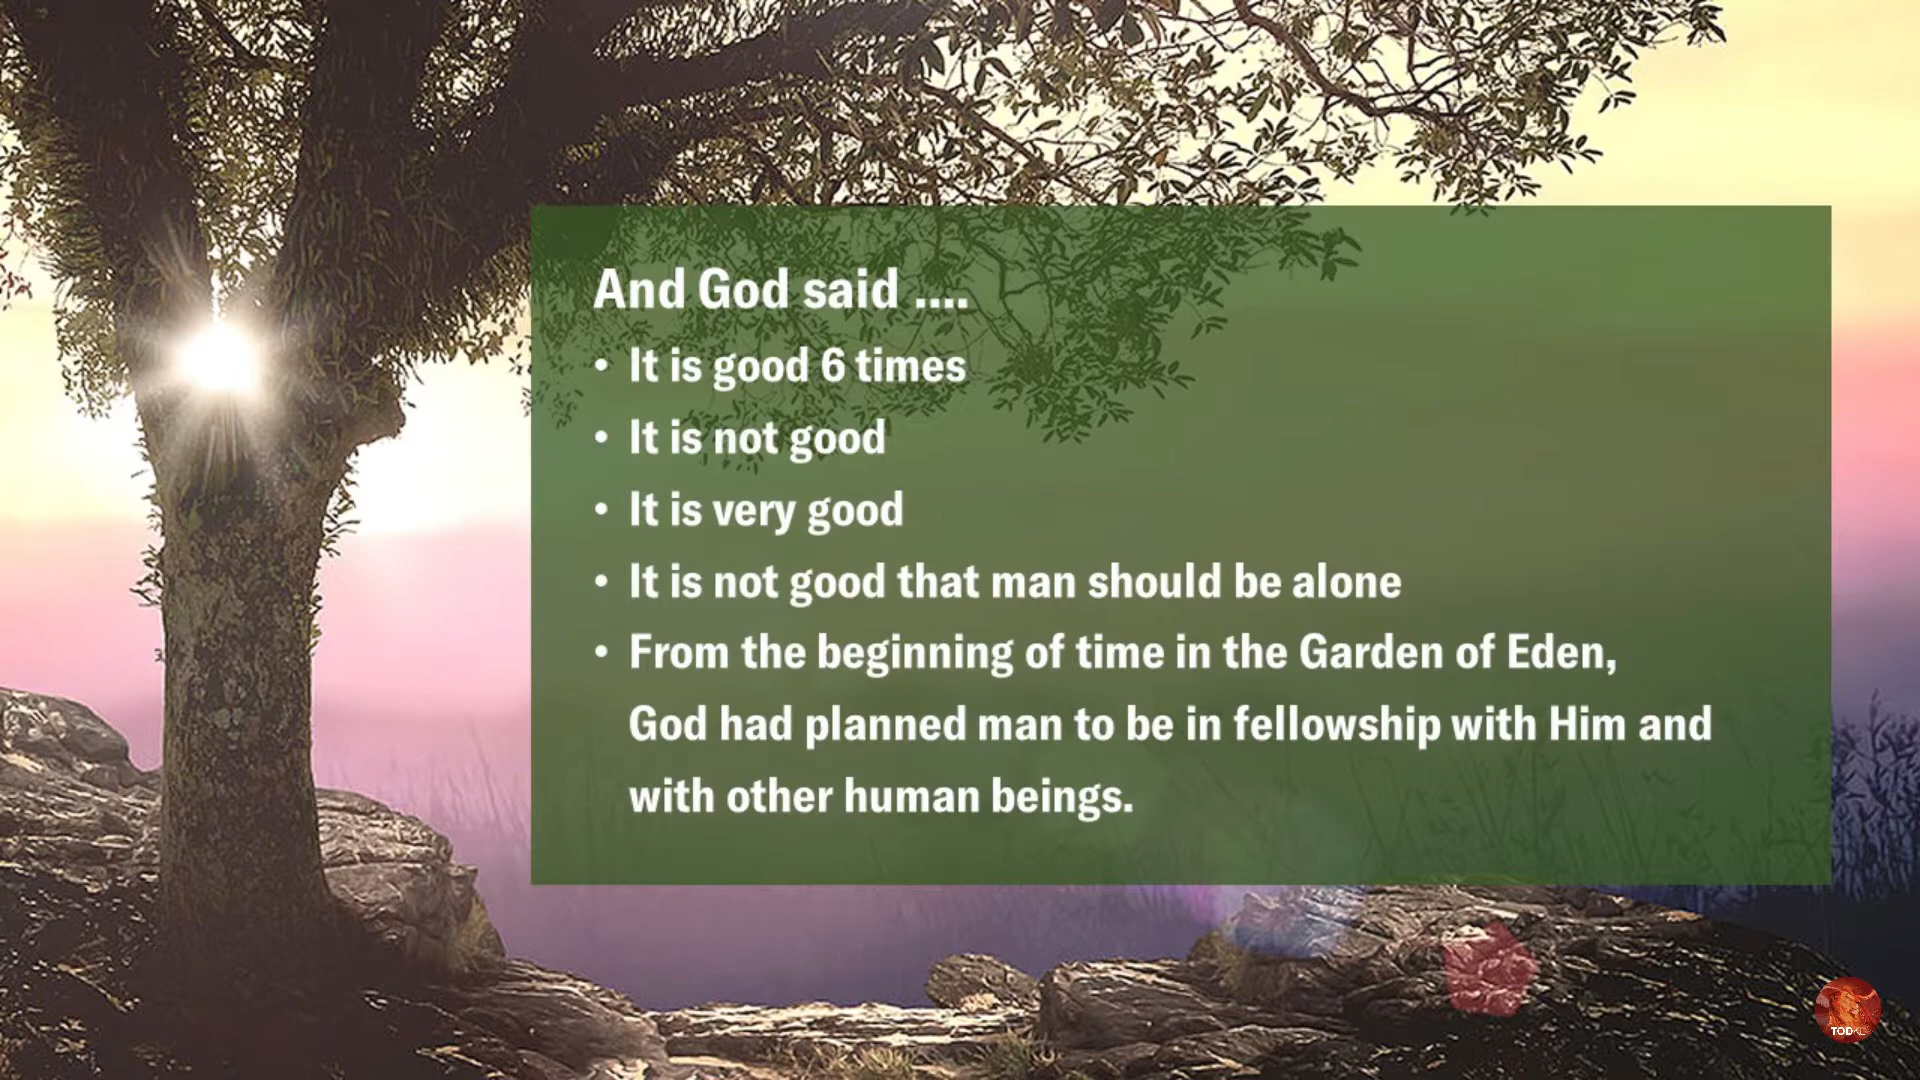 And God said ....
• It is good 6 times
• It is not good
• It is very good
• It is not good that man should be alone
• From the beginning of time in the Garden of Eden,
God had planned man to be in fellowship with Him and
with other human beings.
TODKL